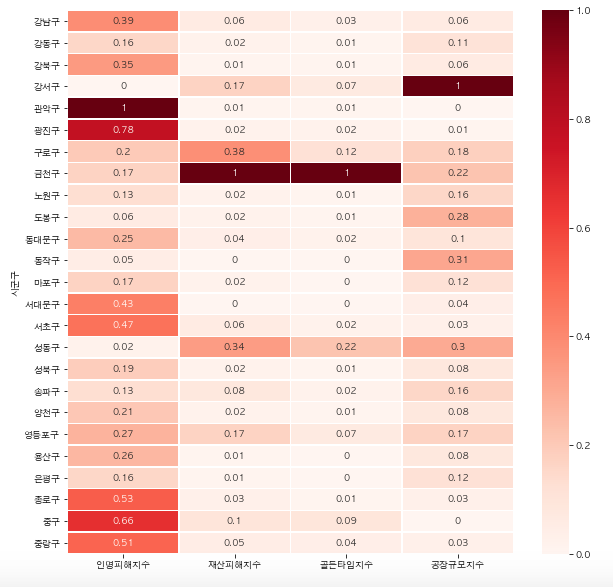 강남구 0.39 0.06 0.03 0.06
강동구 0.16 0.02 0.01 0.11
강북구 0.35 0.01 0.01 0.06
강서구 0 0.17 0.07 1
관악구 1 0.01 0.01 0
광진구 0.78 0.02 0.02 0.01
구로구 0.2 0.38 0.12 0.18
금천구 0.17 1 1 0.22
노원구 0.13 0.02 0.01 0.16
도봉구 0.06 0.02 0.01 0.28
동대문구 0.25 0.04 0.02 0.1
동작구 0.05 0 0 0.31
마포구 0.17 0.02 0 0.12
서대문구 0.43 0 0 0.04
서초구 0.47 0.06 0.02 0.03
성동구 0.02 0.34 0.22 0.3
성북구 0.19 0.02 0.01 0.08
송파구 0.13 0.08 0.02 0.16
양천구 0.21 0.02 0.01 0.08
영등포구 0.27 0.17 0.07 0.17
용산구 0.26 0.01 0 0.08
은평구 0.16 0.01 0 0.12
종로구 0.53 0.03 0.01 0.03
중구 0.66 0.1 0.09 0
중랑구 0.51 0.05 0.04 0.03
인명피해지수 재산피해지수 골든타임지수 공장규모지수
시군구
1.0
0.8
0.6
0.4
0.2
0.0